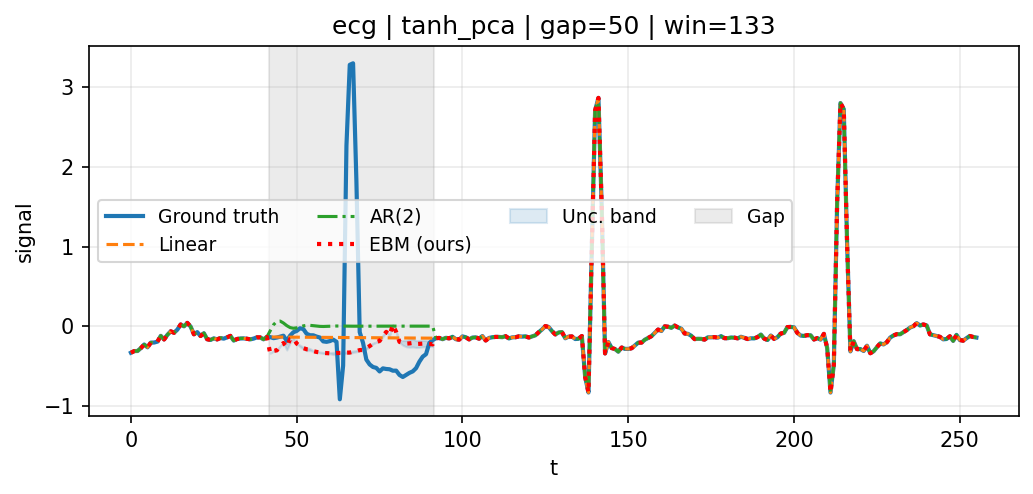 ecg | tanh_pca | gap=50 | win=133
3
2
1
0
−1
signal
Ground truth
Linear
AR(2)
EBM (ours)
Unc. band
Gap
0 50 100 150 200 250
t